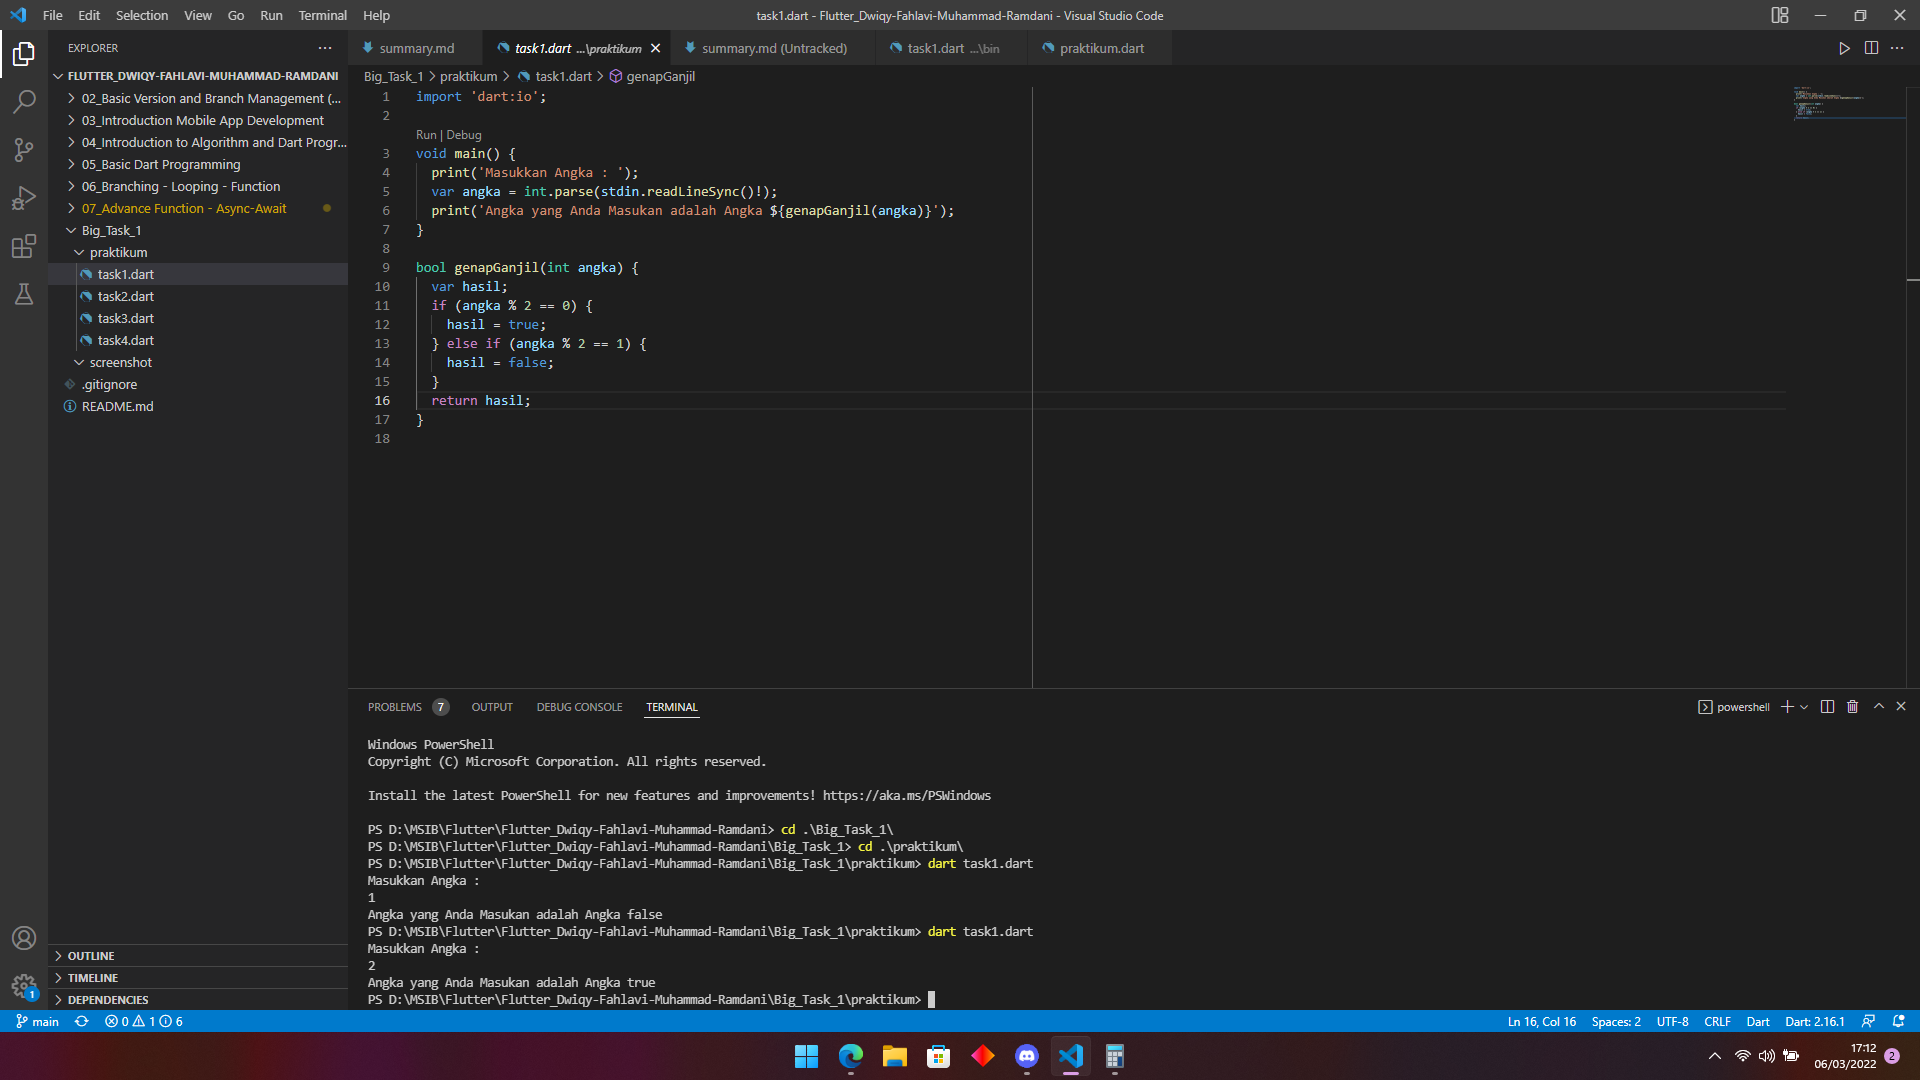 File Edit Selection View Go Run Terminal Help
task1.dart - Flutter_Dwiqy-Fahlavi-Muhammad-Ramdani - Visual Studio Code
EXPLORER
summary.md
task1.dart ...\praktikum
summary.md (Untracked)
task1.dart ...\bin
praktikum.dart
FLUTTER_DWIQY-FAHLAVI-MUHAMMAD-RAMDANI
02_Basic Version and Branch Management (...
03_Introduction Mobile App Development
04_Introduction to Algorithm and Dart Progr...
05_Basic Dart Programming
06_Branching - Looping - Function
07_Advance Function - Async-Await
Big_Task_1
praktikum
task1.dart
task2.dart
task3.dart
task4.dart
screenshot
.gitignore
README.md
OUTLINE
TIMELINE
DEPENDENCIES
Big_Task_1 > praktikum > task1.dart > genapGanjil
1 import 'dart:io';
2
Run | Debug
3 void main() {
4 print('Masukkan Angka : ');
5 var angka = int.parse(stdin.readLineSync()!);
6 print('Angka yang Anda Masukan adalah Angka ${genapGanjil(angka)}');
7 }
8
9 bool genapGanjil(int angka) {
10 var hasil;
11 if (angka % 2 == 0) {
12 hasil = true;
13 } else if (angka % 2 == 1) {
14 hasil = false;
15 }
16 return hasil;
17 }
18
PROBLEMS 7 OUTPUT DEBUG CONSOLE TERMINAL
powershell
Windows PowerShell
Copyright (C) Microsoft Corporation. All rights reserved.
Install the latest PowerShell for new features and improvements! https://aka.ms/PSWindows
PS D:\MSIB\Flutter\Flutter_Dwiqy-Fahlavi-Muhammad-Ramdani> cd .\Big_Task_1\
PS D:\MSIB\Flutter\Flutter_Dwiqy-Fahlavi-Muhammad-Ramdani\Big_Task_1> cd .\praktikum\
PS D:\MSIB\Flutter\Flutter_Dwiqy-Fahlavi-Muhammad-Ramdani\Big_Task_1\praktikum> dart task1.dart
Masukkan Angka :
1
Angka yang Anda Masukan adalah Angka false
PS D:\MSIB\Flutter\Flutter_Dwiqy-Fahlavi-Muhammad-Ramdani\Big_Task_1\praktikum> dart task1.dart
Masukkan Angka :
2
Angka yang Anda Masukan adalah Angka true
PS D:\MSIB\Flutter\Flutter_Dwiqy-Fahlavi-Muhammad-Ramdani\Big_Task_1\praktikum>
1
main 0 1 6
Ln 16, Col 16 Spaces: 2 UTF-8 CRLF Dart Dart: 2.16.1
17:12
06/03/2022
2